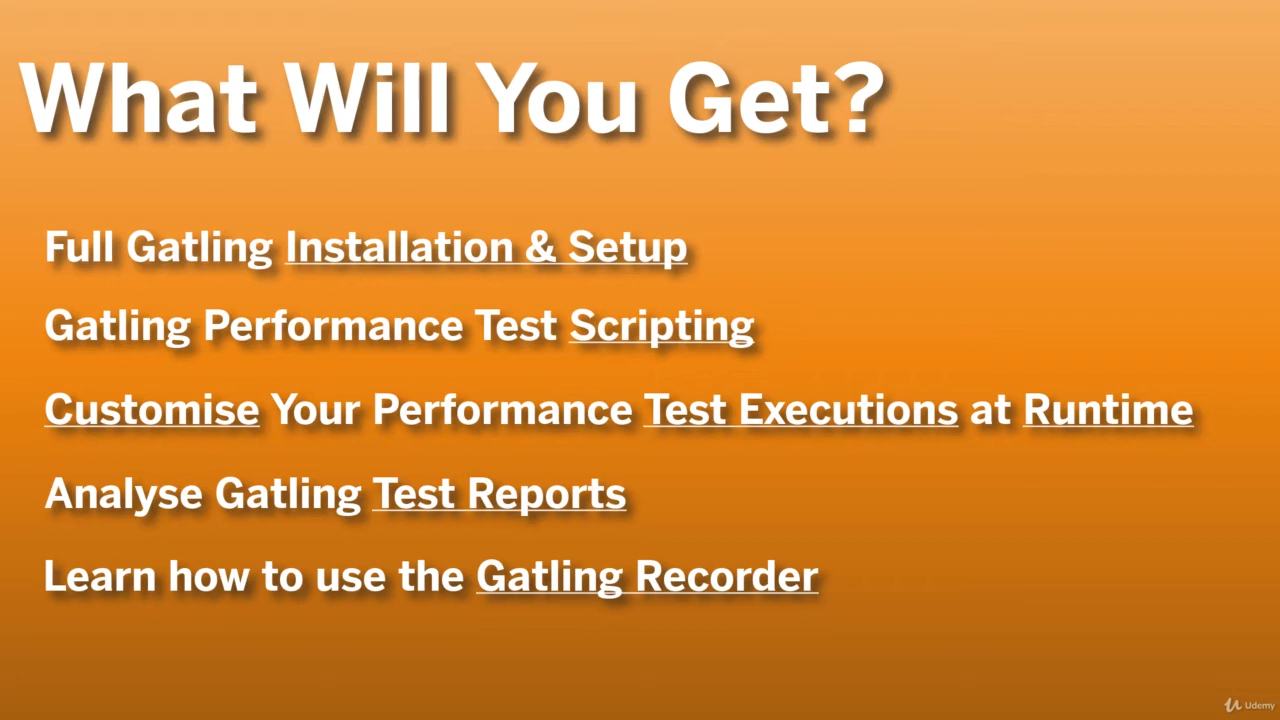 What Will You Get?
Full Gatling Installation & Setup
Gatling Performance Test Scripting
Customise Your Performance Test Executions at Runtime
Analyse Gatling Test Reports
Learn how to use the Gatling Recorder
Udemy